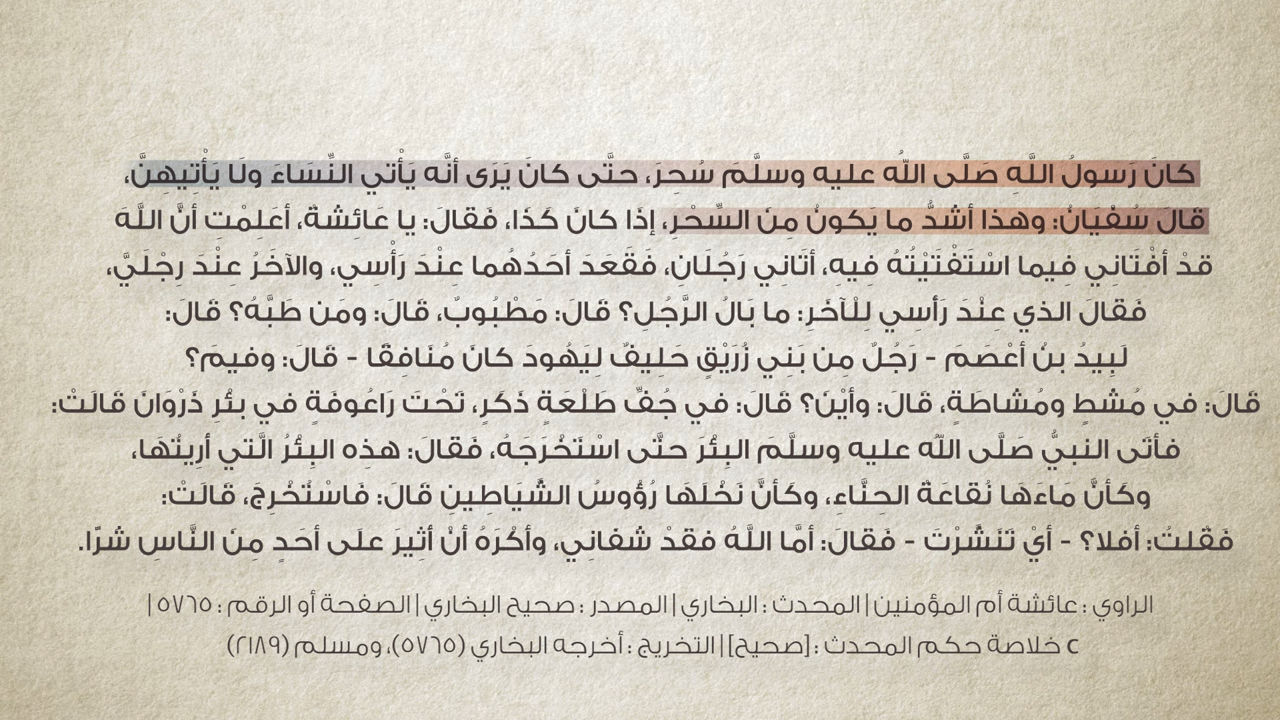 كانَ رَسولُ اللَّهِ صَلَّى اللّٰه عليه وسلَّمَ سُحِرَ، حتَّى كانَ يَرَى أنَّه يَأْتي النِّسَاءَ ولَا يَأْتِيهِنَّ،
قالَ سُفْيَانُ: وهذا أشَدُّ ما يَكونُ مِنَ السِّحْرِ، إذَا كانَ كَذَا، فَقالَ: يا عَائِشَةُ، أعَلِمْتِ أنَّ اللَّهَ
قدْ أفْتَانِي فِيما اسْتَفْتَيْتُهُ فِيهِ، أتَانِي رَجُلَانِ، فَقَعَدَ أحَدُهُما عِنْدَ رَأْسِي، والآخَرُ عِنْدَ رِجْلَيَّ،
فَقالَ الذي عِنْدَ رَأسِي لِلْآخَرِ: ما بَالُ الرَّجُلِ؟ قالَ: مَطْبُوبٌ، قالَ: ومَن طَبَّهُ؟ قالَ:
لَبِيدُ بنُ أعْصَمَ - رَجُلٌ مِن بَنِي زُرَيْقٍ حَلِيفٌ لِيَهُودَ كانَ مُنَافِقًا - قالَ: وفيمَ؟
قالَ: في مُشْطٍ ومُشَاطَةٍ، قالَ: وأَيْنَ؟ قالَ: في جُفِّ طَلْعَةٍ ذَكَرٍ، تَحْتَ رَاعُوفَةٍ في بئْرِ ذَرْوَانَ قالَتْ:
فأتَى النبيُّ صَلَّى اللّٰه عليه وسلَّمَ البِئْرَ حتَّى اسْتَخْرَجَهُ، فَقالَ: هذِه البِئْرُ الَّتي أُرِيتُهَا،
وكَأنَّ مَاءَهَا نُقَاعَةُ الحِنَّاءِ، وكَأنَّ نَخْلَهَا رُؤُوسُ الشَّيَاطِينِ قالَ: فَاسْتُخْرِجَ، قالَتْ:
فَقُلتُ: أفلا؟ - أيْ تَنَشَّرْتَ - فَقالَ: أمَّا اللَّهُ فقَدْ شَفانِي، وأَكْرَهُ أنْ أُثِيرَ علَى أحَدٍ مِنَ النَّاسِ شَرًّا.
الراوي : عائشة أم المؤمنين | المحدث : البخاري | المصدر : صحيح البخاري | الصفحة أو الرقم : ٥٧٦٥ |
c خلاصة حكم المحدث : [صحيح] | التخريج : أخرجه البخاري (٥٧٦٥)، ومسلم (٢١٨٩)